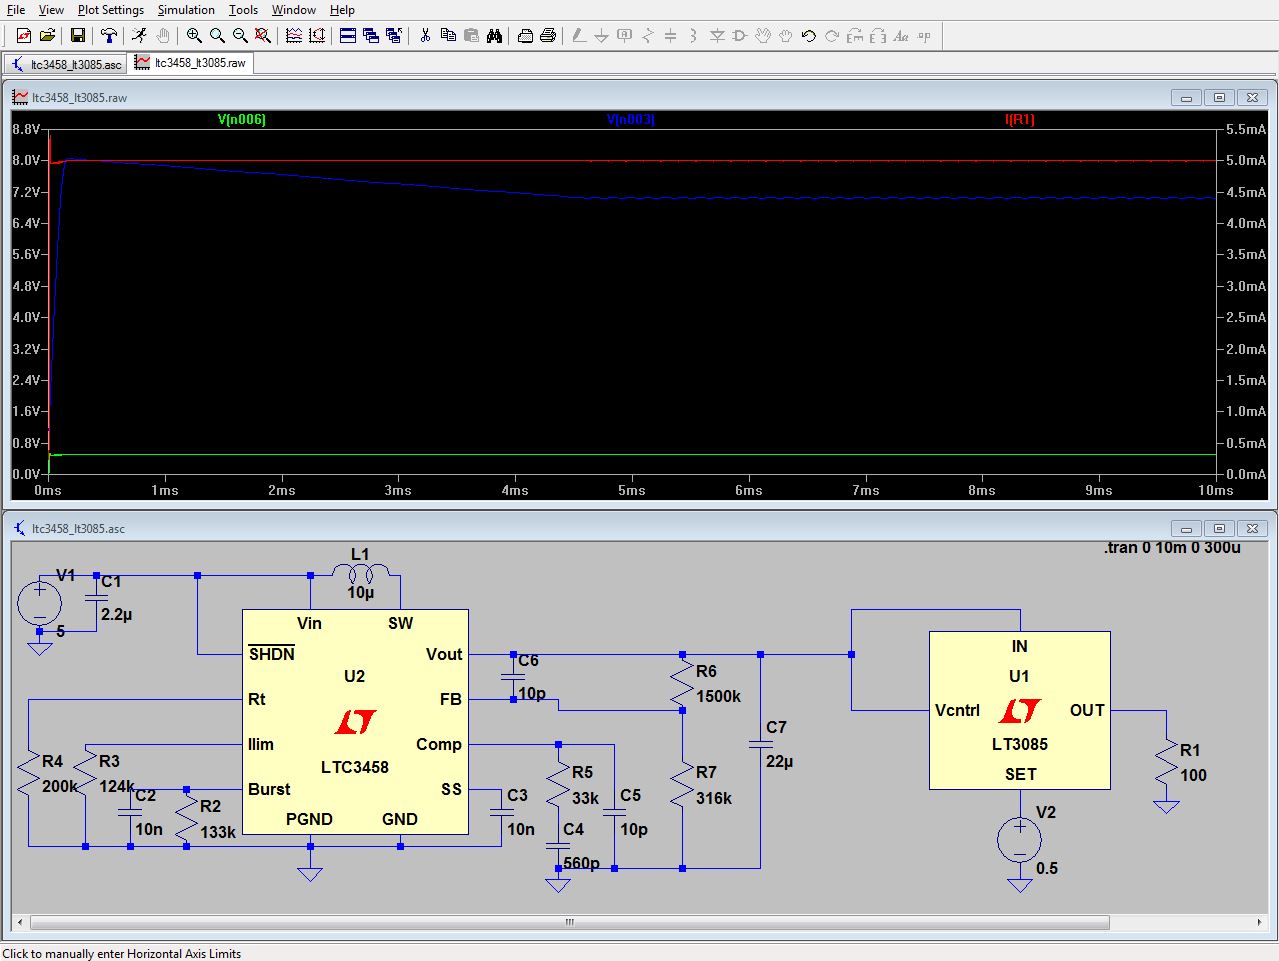 File View Plot Settings Simulation Tools Window Help
ltc3458_lt3085.asc ltc3458_lt3085.raw
ltc3458_lt3085.raw
V(n006) V(n003) I(R1)
8.8V 5.5mA
8.0V 5.0mA
7.2V 4.5mA
6.4V 4.0mA
5.6V 3.5mA
4.8V 3.0mA
4.0V 2.5mA
3.2V 2.0mA
2.4V 1.5mA
1.6V 1.0mA
0.8V 0.5mA
0.0V 0.0mA
0ms 1ms 2ms 3ms 4ms 5ms 6ms 7ms 8ms 9ms 10ms
ltc3458_lt3085.asc
.tran 0 10m 0 300u
V1
5
C1
2.2µ
L1
10µ
Vin SW
SHDN
Vout
U2
Rt
FB
Ilim
Comp
LTC3458
Burst
SS
PGND GND
R4
200k
R3
124k
C2
10n
R2
133k
C6
10p
R6
1500k
C7
22µ
R5
33k
C5
10p
R7
316k
C3
10n
C4
560p
IN
U1
Vcntrl
OUT
LT3085
SET
R1
100
V2
0.5
Click to manually enter Horizontal Axis Limits